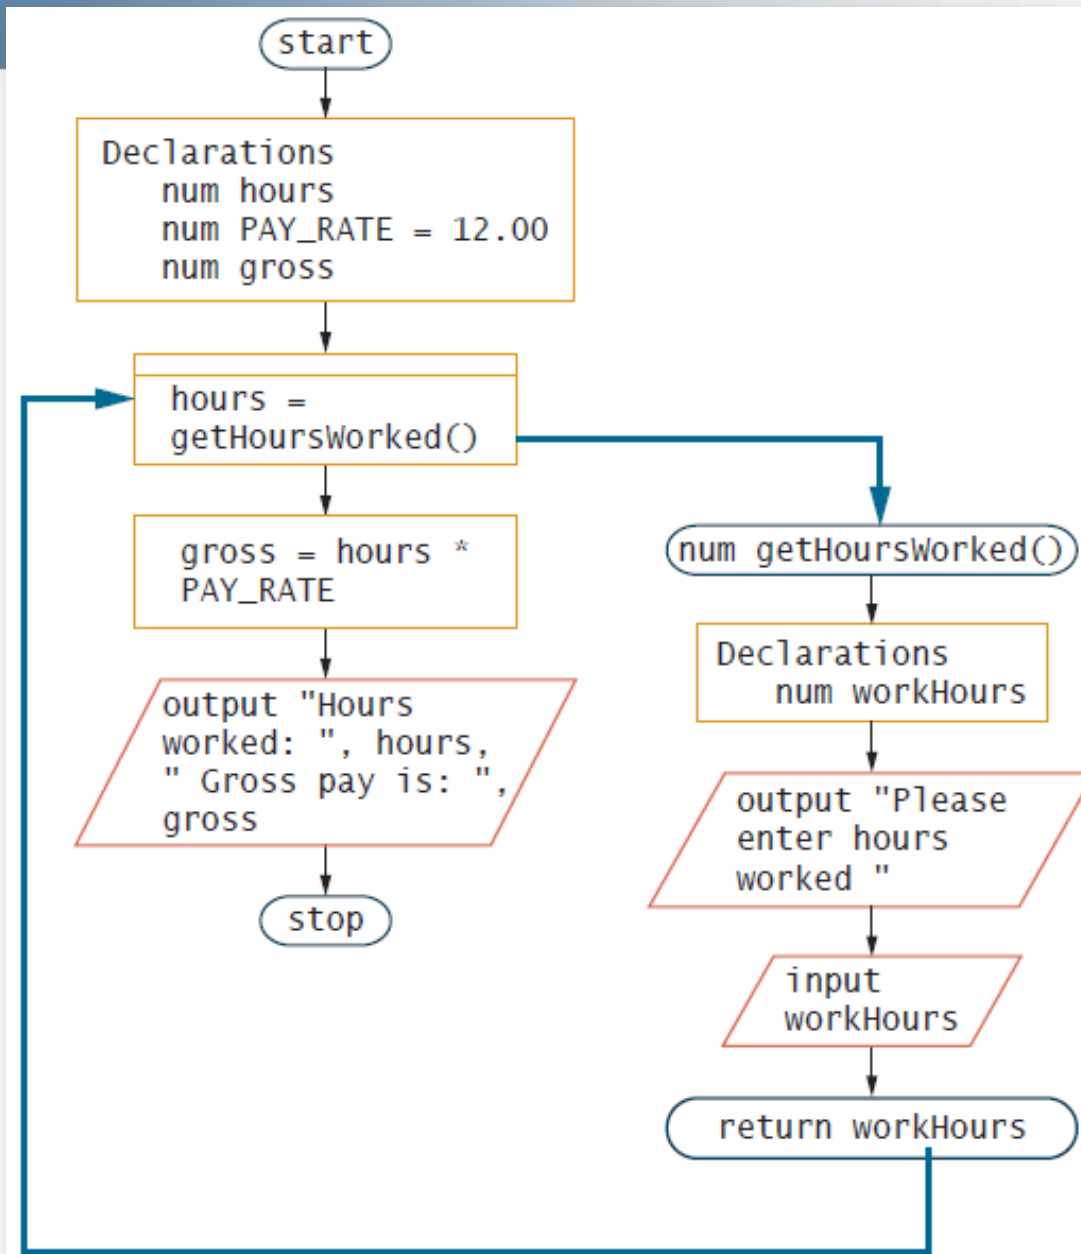 start
Declarations
num hours
num PAY_RATE = 12.00
num gross
hours =
getHoursWorked()
gross = hours *
PAY_RATE
output "Hours
worked: ", hours,
" Gross pay is: ",
gross
stop
num getHoursWorked()
Declarations
num workHours
output "Please
enter hours
worked "
input
workHours
return workHours